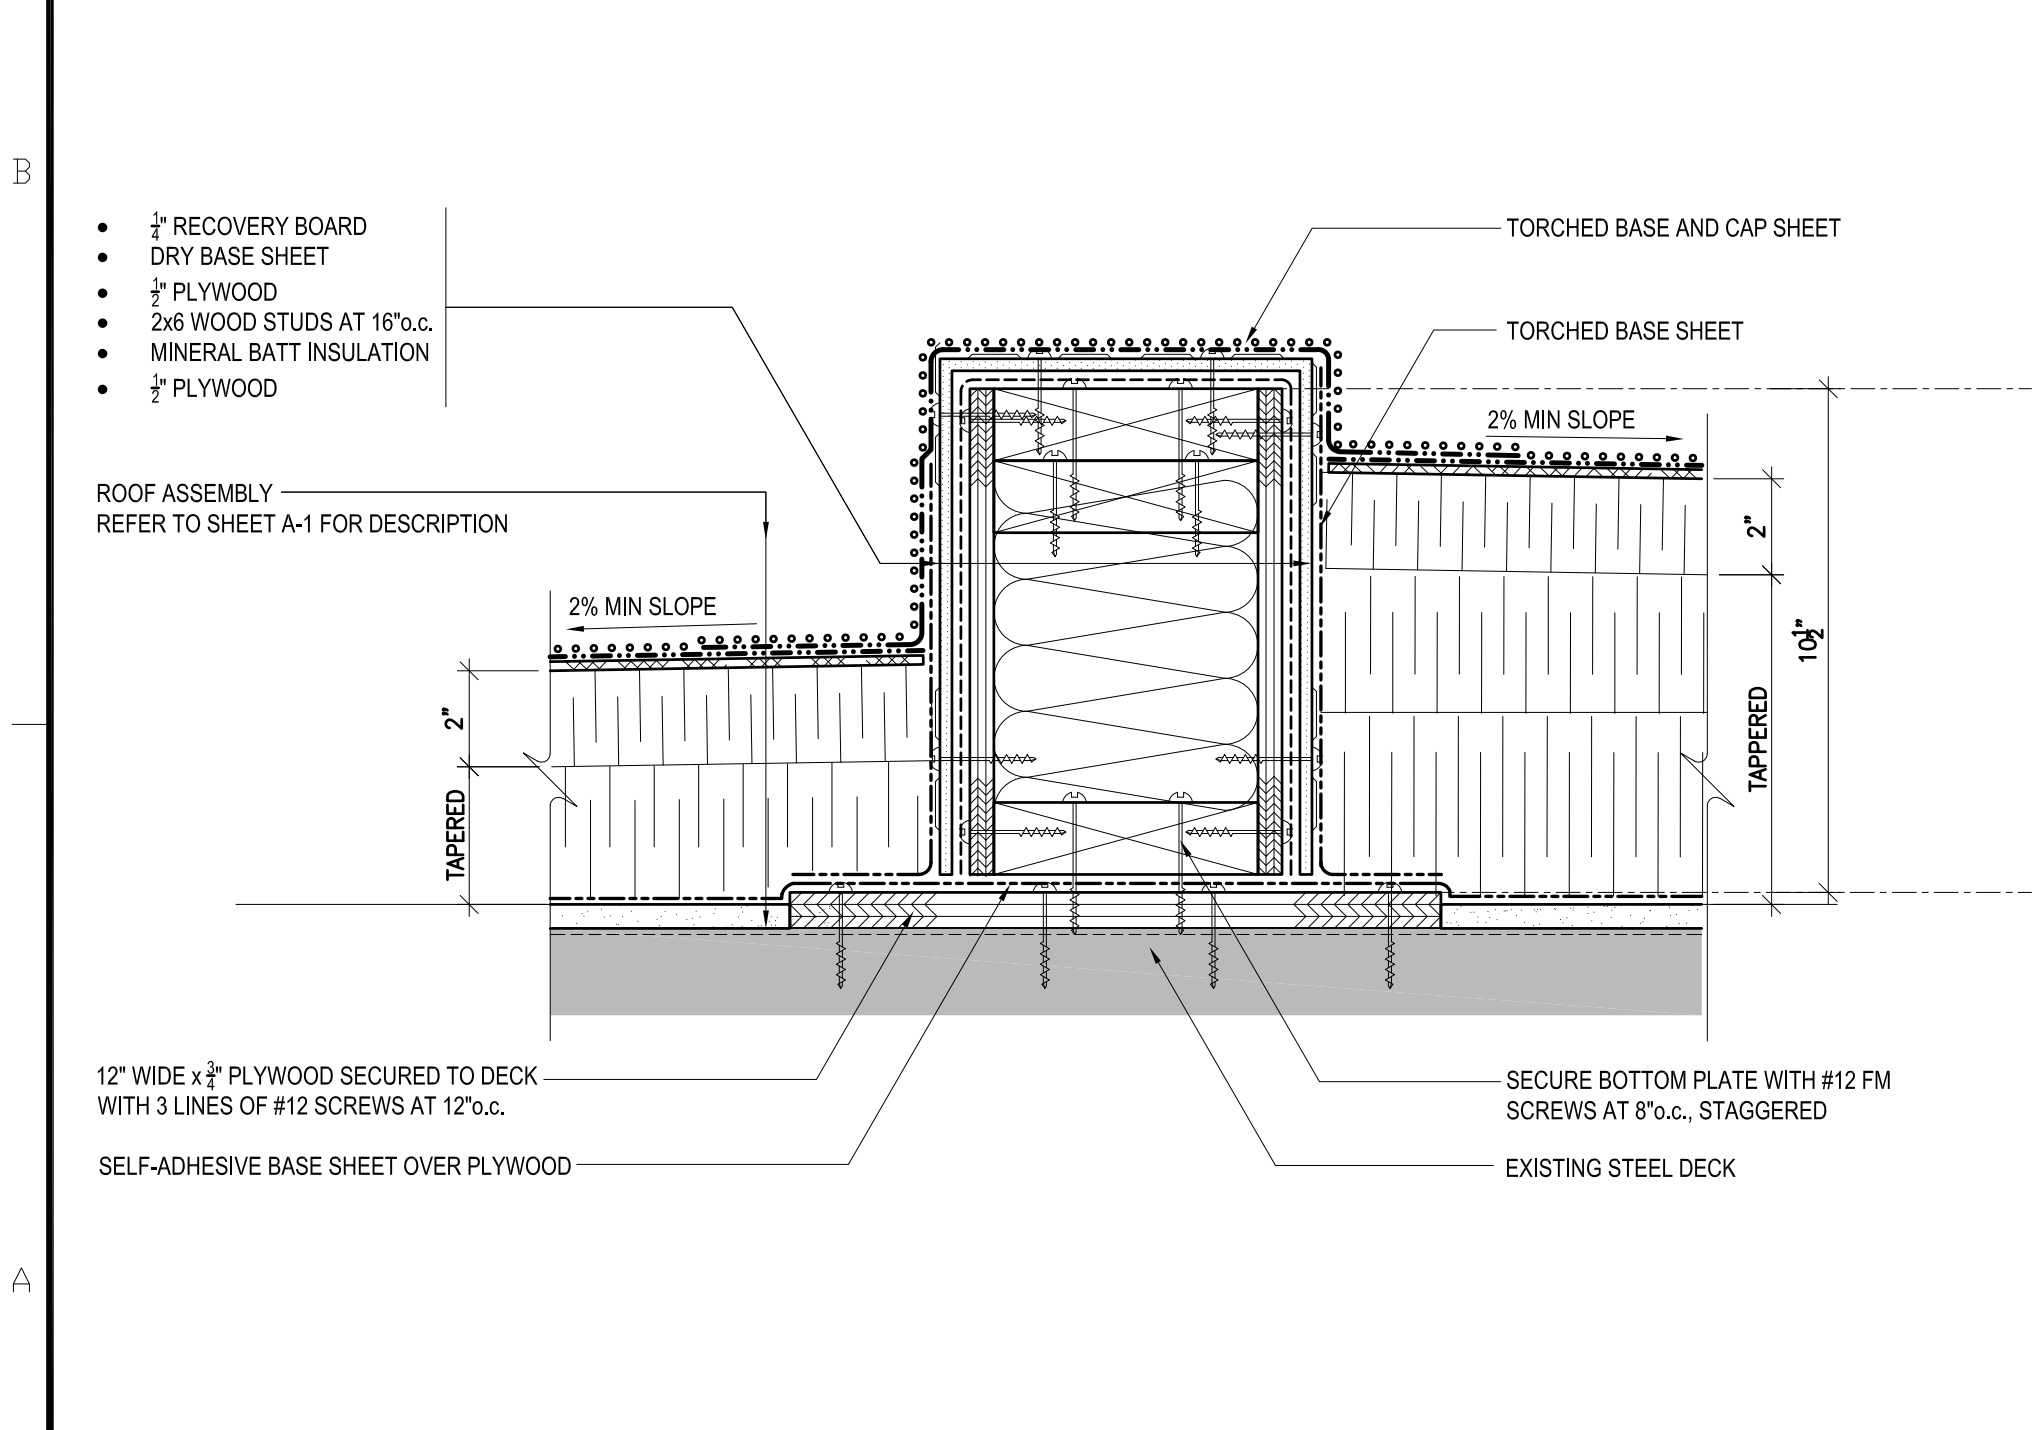 B
• 1/4" RECOVERY BOARD
• DRY BASE SHEET
• 1/2" PLYWOOD
• 2x6 WOOD STUDS AT 16"o.c.
• MINERAL BATT INSULATION
• 1/2" PLYWOOD
ROOF ASSEMBLY
REFER TO SHEET A-1 FOR DESCRIPTION
TORCHED BASE AND CAP SHEET
TORCHED BASE SHEET
2% MIN SLOPE
2% MIN SLOPE
2"
TAPERED
2"
TAPPERED
10 1/2"
12" WIDE x 3/4" PLYWOOD SECURED TO DECK
WITH 3 LINES OF #12 SCREWS AT 12"o.c.
SELF-ADHESIVE BASE SHEET OVER PLYWOOD
SECURE BOTTOM PLATE WITH #12 FM
SCREWS AT 8"o.c., STAGGERED
EXISTING STEEL DECK
A